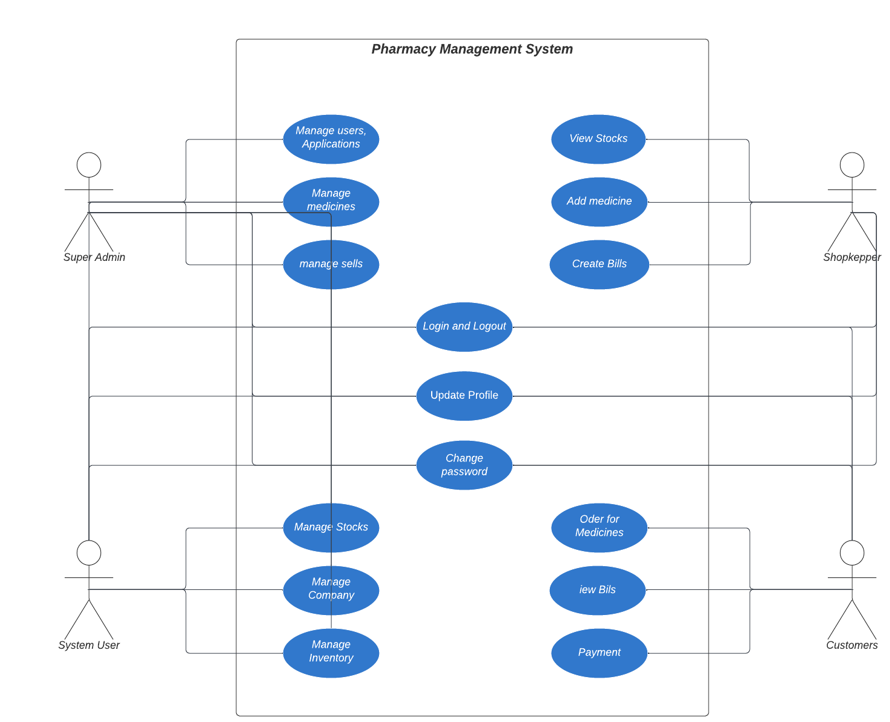 Pharmacy Management System
Manage users,
Applications
View Stocks
Manage
medicines
Add medicine
Super Admin
manage sells
Create Bills
Shopkepper
Login and Logout
Update Profile
Change
password
Manage Stocks
Oder for
Medicines
Manage
Company
iew Bils
System User
Manage
Inventory
Payment
Customers